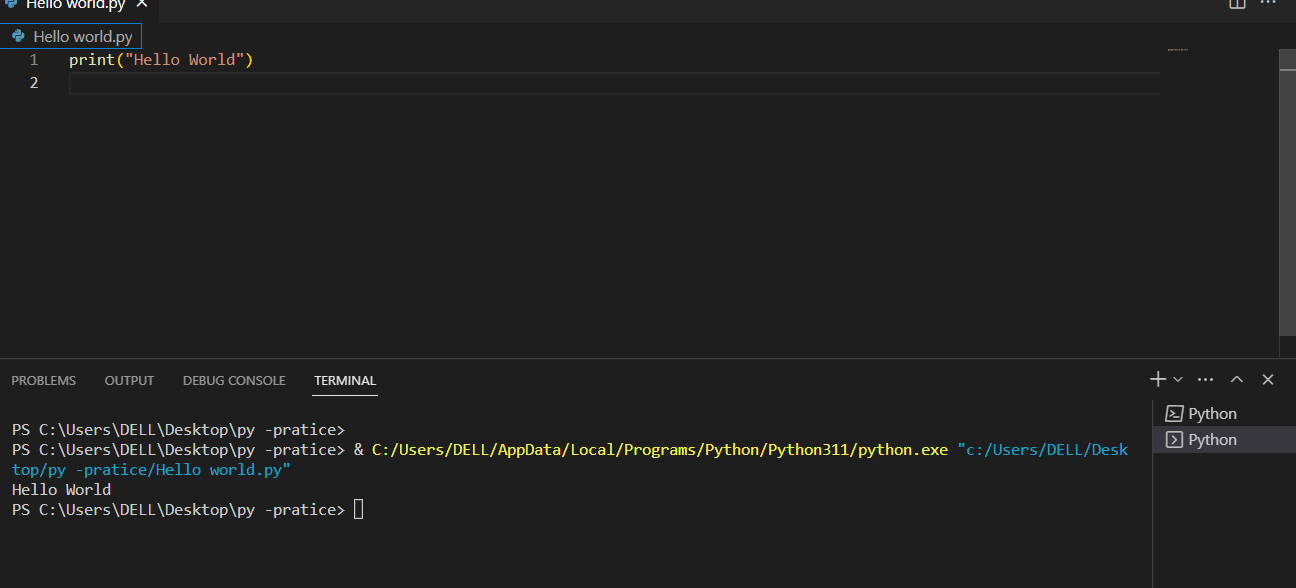 Hello world.py
Hello world.py
1 print("Hello World")
2
PROBLEMS OUTPUT DEBUG CONSOLE TERMINAL
PS C:\Users\DELL\Desktop\py -pratice>
PS C:\Users\DELL\Desktop\py -pratice> & C:/Users/DELL/AppData/Local/Programs/Python/Python311/python.exe "c:/Users/DELL/Desk
top/py -pratice/Hello world.py"
Hello World
PS C:\Users\DELL\Desktop\py -pratice>
Python
Python